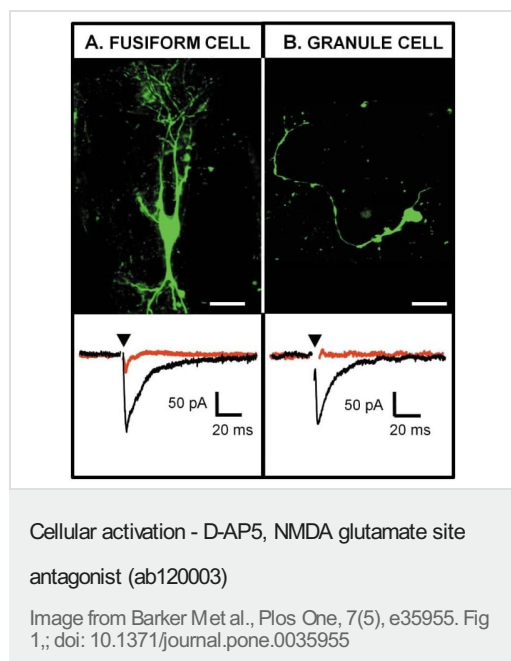 A. FUSIFORM CELL
B. GRANULE CELL
50 pA
20 ms
50 pA
20 ms
Cellular activation - D-AP5, NMDA glutamate site
antagonist (ab120003)
Image from Barker M et al., Plos One, 7(5), e35955. Fig
1,; doi: 10.1371/journal.pone.0035955